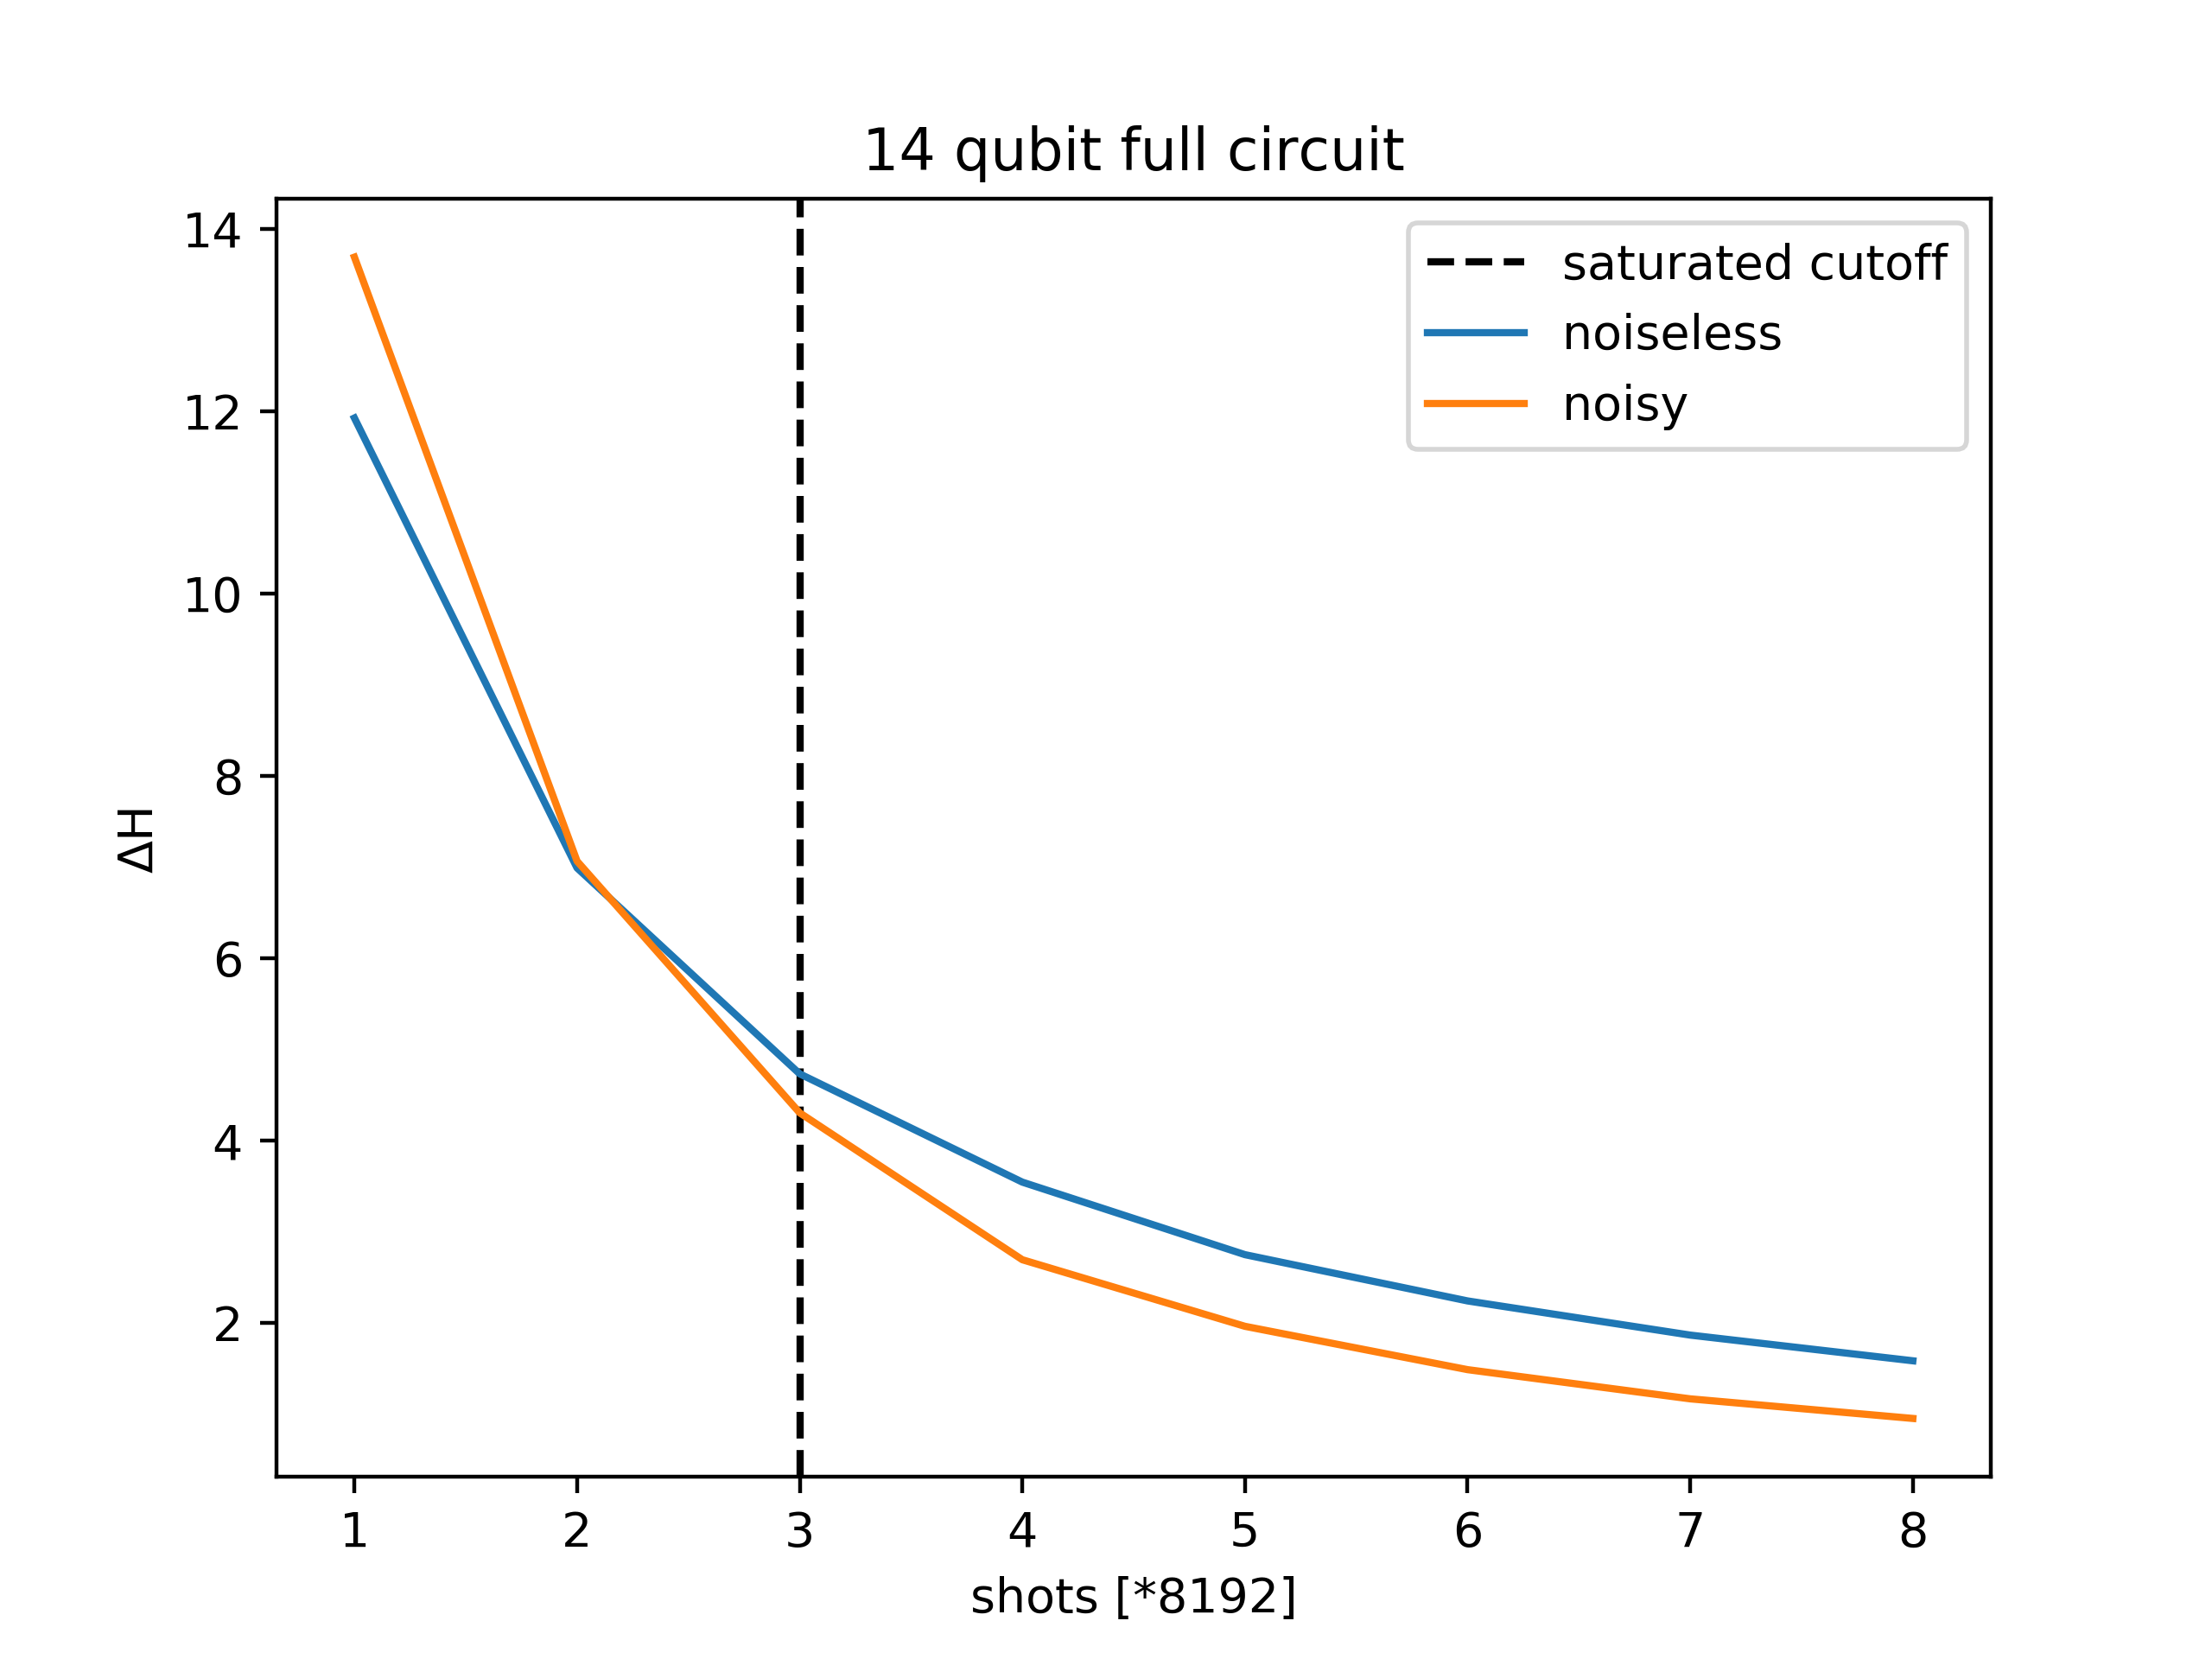 14 qubit full circuit
14
12
10
8
6
4
2
ΔH
saturated cutoff
noiseless
noisy
1 2 3 4 5 6 7 8
shots [*8192]